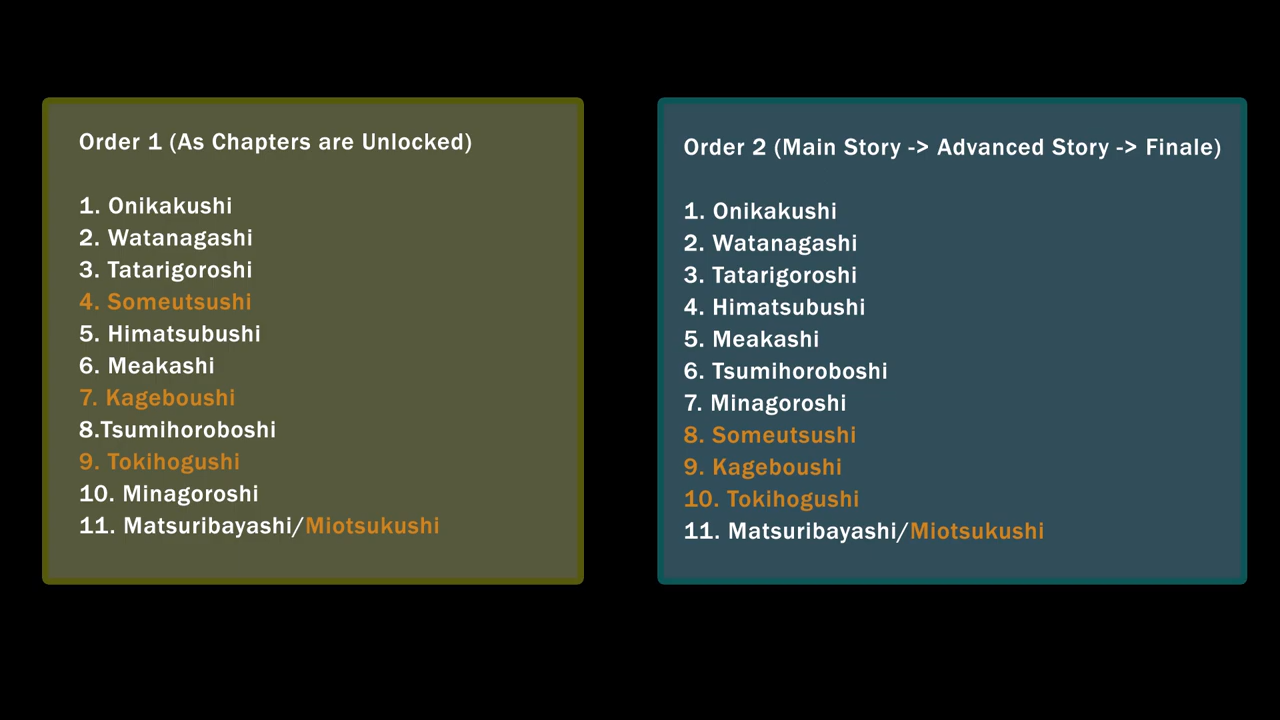 Order 1 (As Chapters are Unlocked)
1. Onikakushi
2. Watanagashi
3. Tatarigoroshi
4. Someutsushi
5. Himatsubushi
6. Meakashi
7. Kageboushi
8.Tsumihoroboshi
9. Tokihogushi
10. Minagoroshi
11. Matsuribayashi/Miotsukushi
Order 2 (Main Story -> Advanced Story -> Finale)
1. Onikakushi
2. Watanagashi
3. Tatarigoroshi
4. Himatsubushi
5. Meakashi
6. Tsumihoroboshi
7. Minagoroshi
8. Someutsushi
9. Kageboushi
10. Tokihogushi
11. Matsuribayashi/Miotsukushi